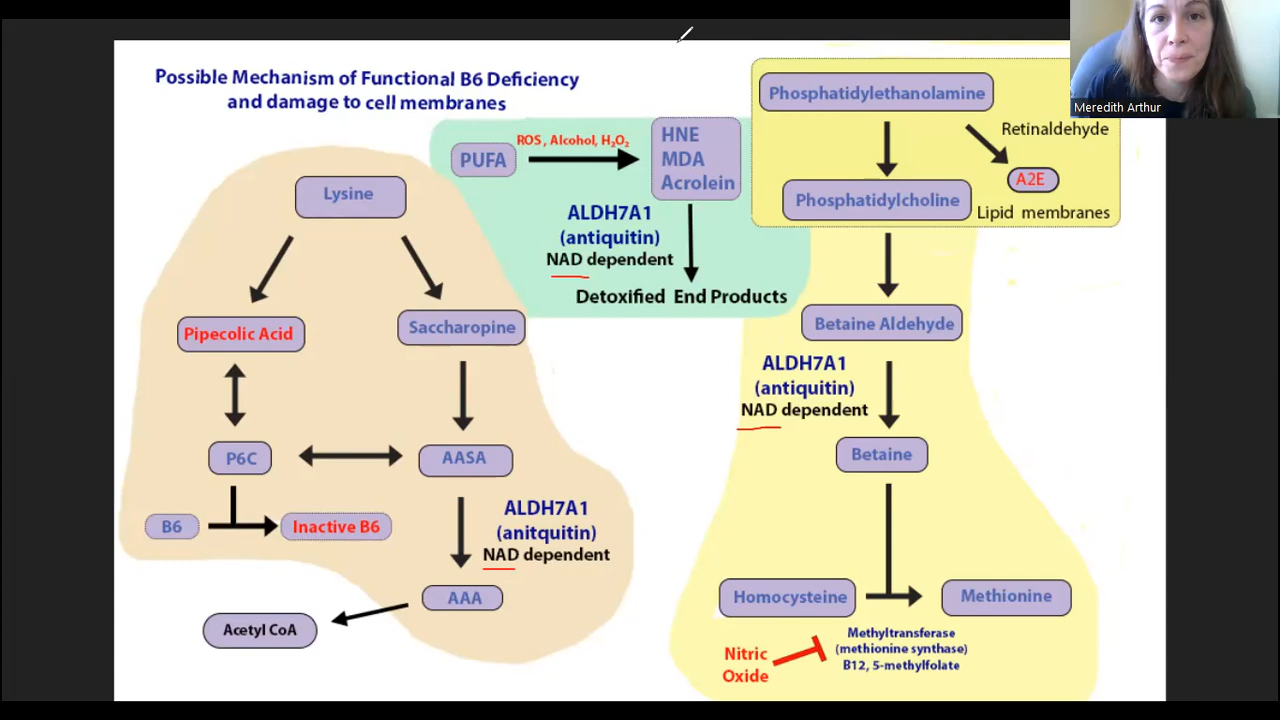 Possible Mechanism of Functional B6 Deficiency
and damage to cell membranes
Meredith Arthur
Phosphatidylethanolamine
Retinaldehyde
A2E
Phosphatidylcholine
Lipid membranes
PUFA
ROS, Alcohol, H₂O₂
HNE
MDA
Acrolein
ALDH7A1
(antiquitin)
NAD dependent
Detoxified End Products
Lysine
Pipecolic Acid
Saccharopine
P6C
AASA
B6
Inactive B6
ALDH7A1
(anitquitin)
NAD dependent
AAA
Acetyl CoA
Betaine Aldehyde
ALDH7A1
(antiquitin)
NAD dependent
Betaine
Homocysteine
Methionine
Nitric
Oxide
Methyltransferase
(methionine synthase)
B12, 5-methylfolate